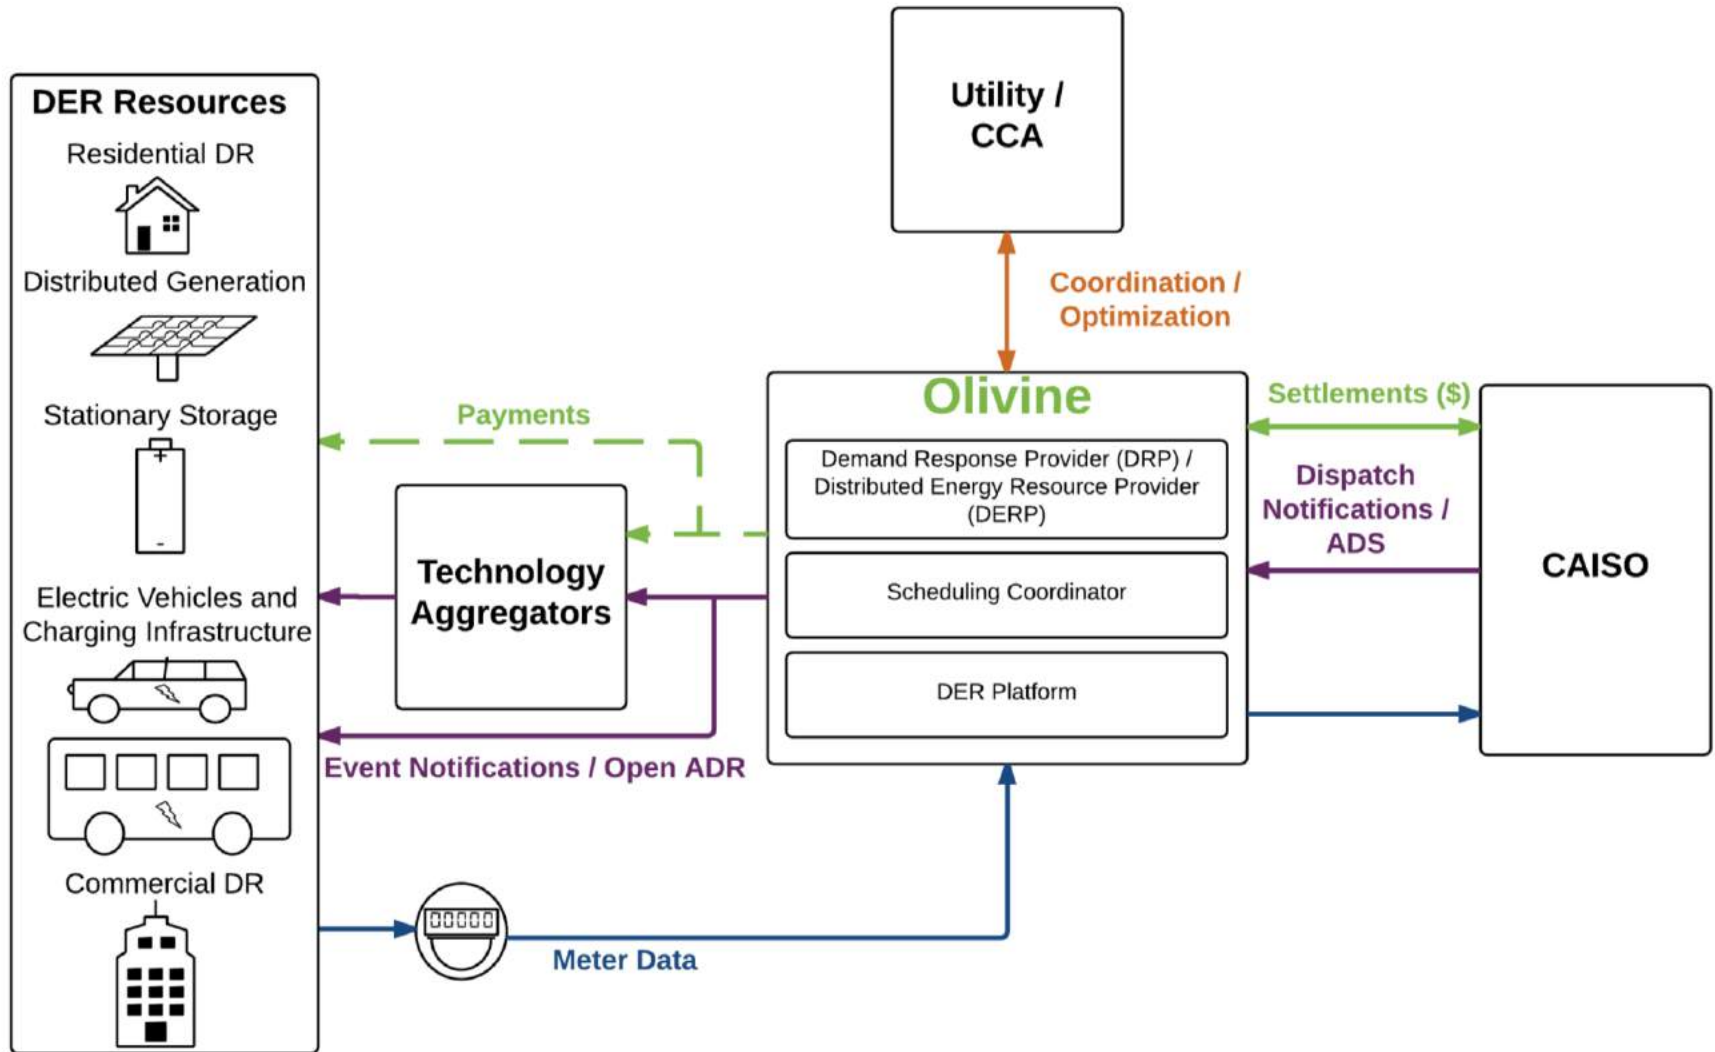 DER Resources
Residential DR
Distributed Generation
Stationary Storage
+
-
Electric Vehicles and
Charging Infrastructure
Commercial DR
Payments
Technology
Aggregators
Event Notifications / Open ADR
00000
Meter Data
Utility /
CCA
Coordination /
Optimization
Olivine
Demand Response Provider (DRP) /
Distributed Energy Resource Provider
(DERP)
Scheduling Coordinator
DER Platform
Settlements ($)
Dispatch
Notifications /
ADS
CAISO